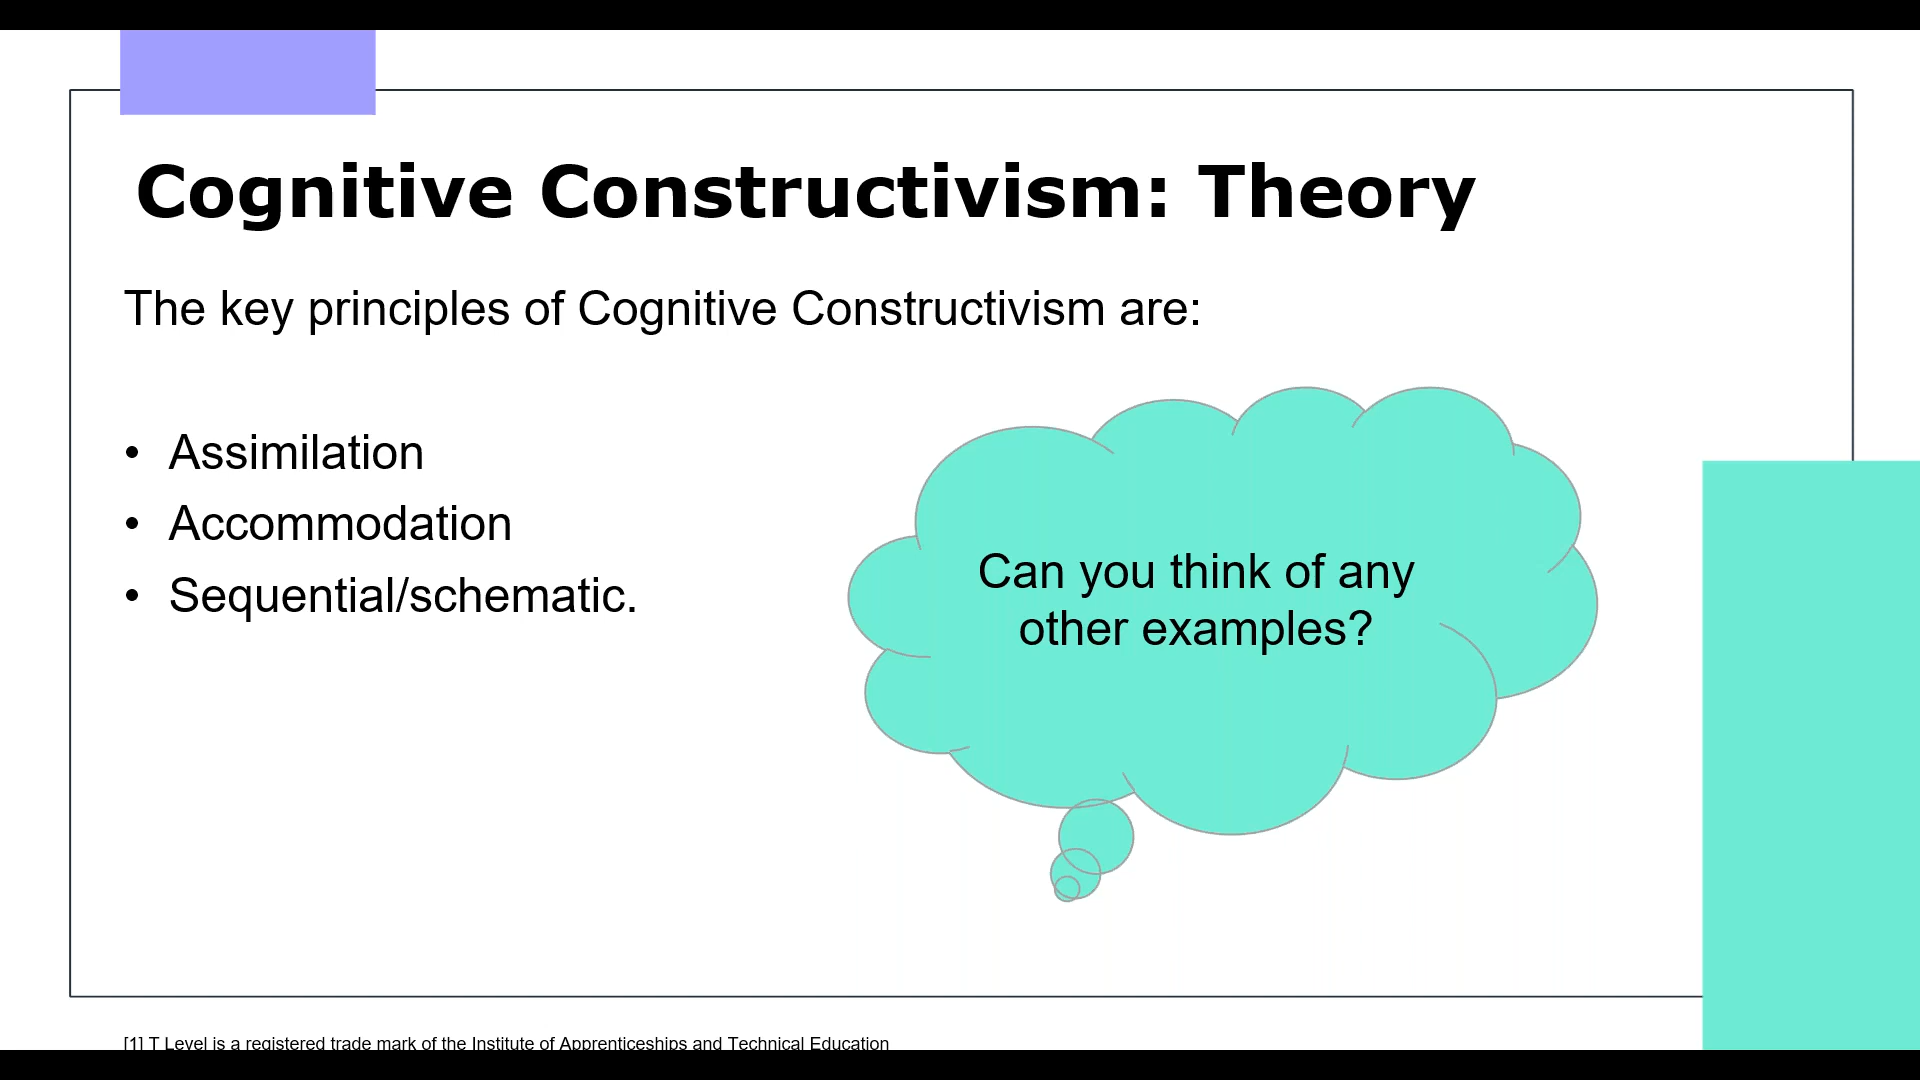 Cognitive Constructivism: Theory
The key principles of Cognitive Constructivism are:
• Assimilation
• Accommodation
• Sequential/schematic.
Can you think of any
other examples?
[1] T Level is a registered trade mark of the Institute of Apprenticeships and Technical Education